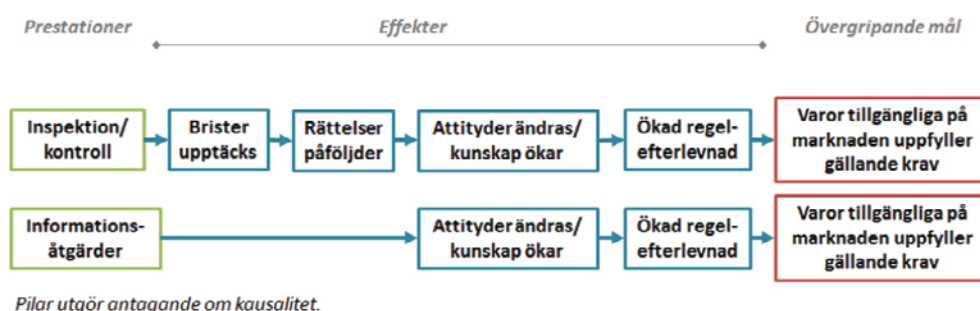 Prestationer
Effekter
Övergripande mål
Inspektion/
kontroll
Brister
upptäcks
Rättelser
påföljder
Attityder ändras/
kunskap ökar
Ökad regel-
efterlevnad
Varor tillgängliga på
marknaden uppfyller
gällande krav
Informations-
åtgärder
Attityder ändras/
kunskap ökar
Ökad regel-
efterlevnad
Varor tillgängliga på
marknaden uppfyller
gällande krav
Pilar utgör antagande om kausalitet.